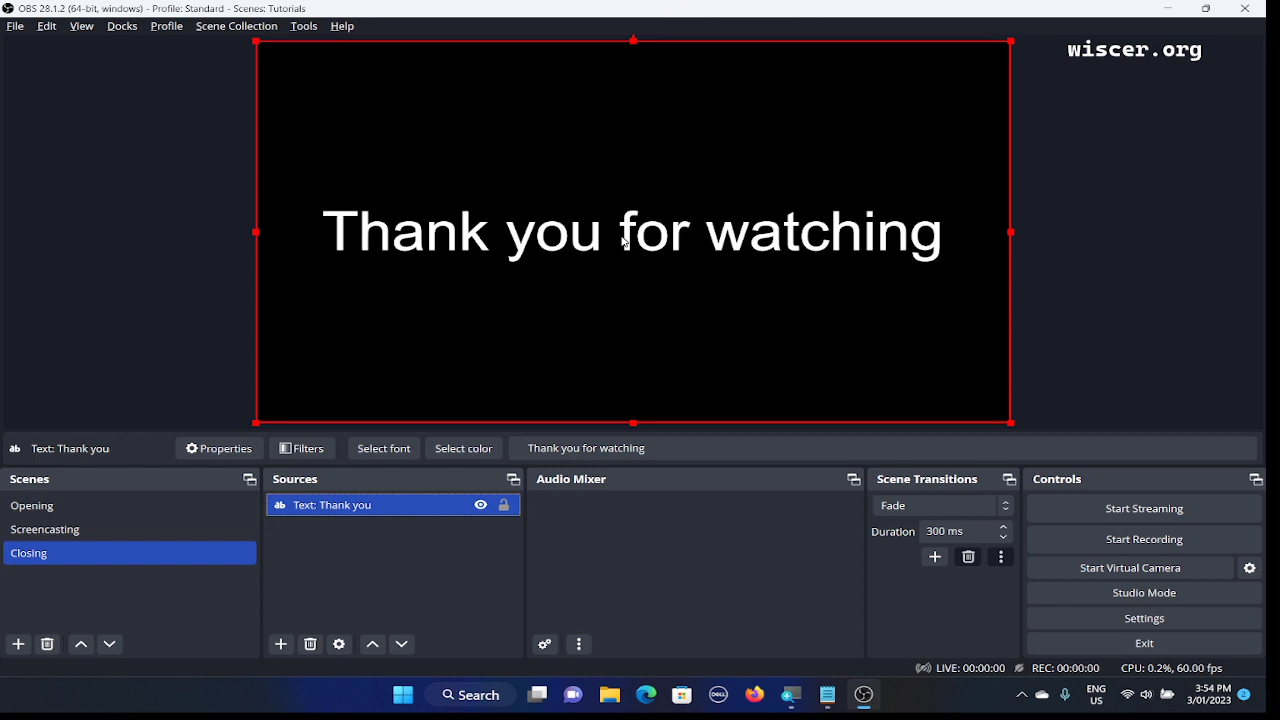 OBS 28.1.2 (64-bit, windows) - Profile: Standard - Scenes: Tutorials
File Edit View Docks Profile Scene Collection Tools Help
wiscer.org
Thank you for watching
ab Text: Thank you Properties Filters Select font Select color Thank you for watching
Scenes
Opening
Screencasting
Closing
Sources
ab Text: Thank you
Audio Mixer
Scene Transitions
Fade
Duration 300 ms
Controls
Start Streaming
Start Recording
Start Virtual Camera
Studio Mode
Settings
Exit
LIVE: 00:00:00 REC: 00:00:00 CPU: 0.2%, 60.00 fps
Search
DELL
ENG
US
3:54 PM
3/01/2023
2